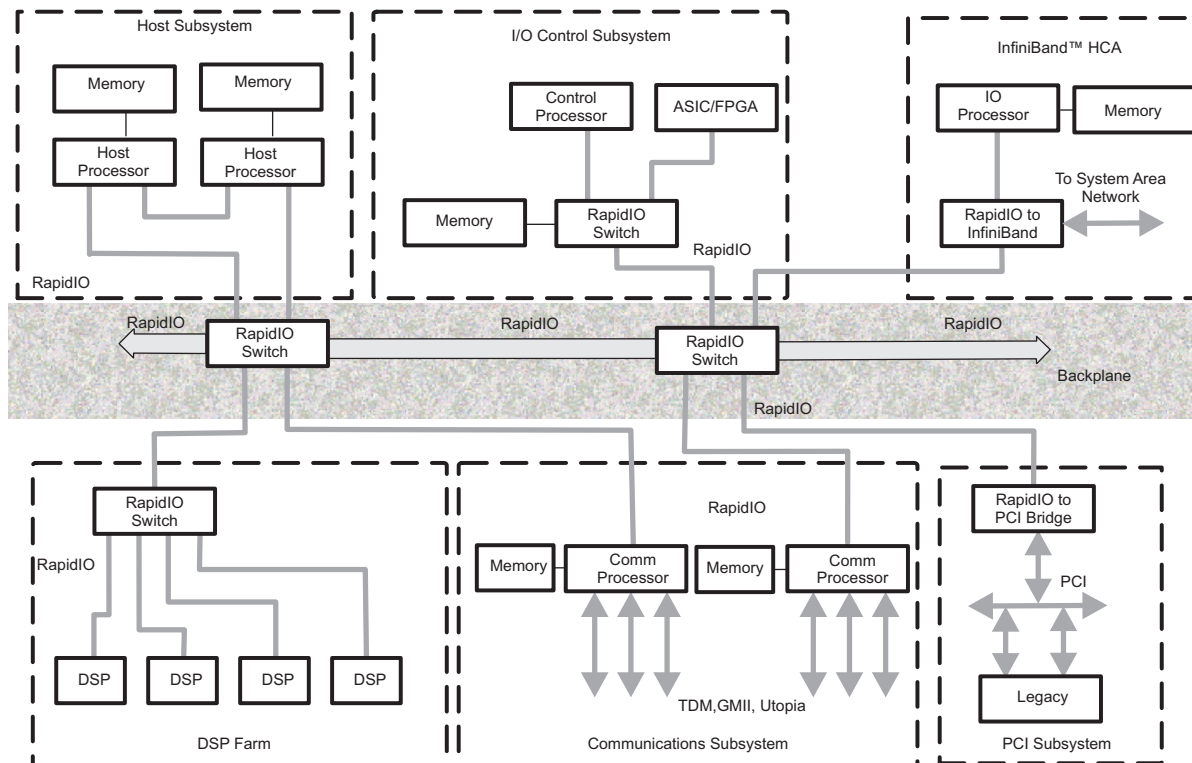 Host Subsystem
Memory
Memory
Host
Processor
Host
Processor
RapidIO
I/O Control Subsystem
Control
Processor
ASIC/FPGA
Memory
RapidIO
Switch
RapidIO
InfiniBand™ HCA
IO
Processor
Memory
To System Area
Network
RapidIO to
InfiniBand
RapidIO
RapidIO
Switch
RapidIO
RapidIO
Switch
RapidIO
Backplane
RapidIO
RapidIO
Switch
RapidIO
DSP
DSP
DSP
DSP
DSP Farm
RapidIO
Memory
Comm
Processor
Memory
Comm
Processor
TDM,GMII, Utopia
Communications Subsystem
RapidIO to
PCI Bridge
PCI
Legacy
PCI Subsystem